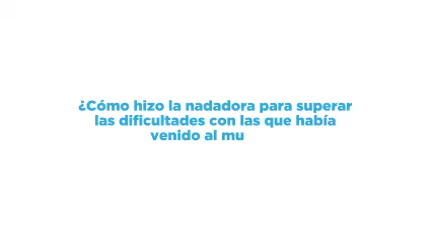 ¿Cómo hizo la nadadora para superar
las dificultades con las que había
venido al mu